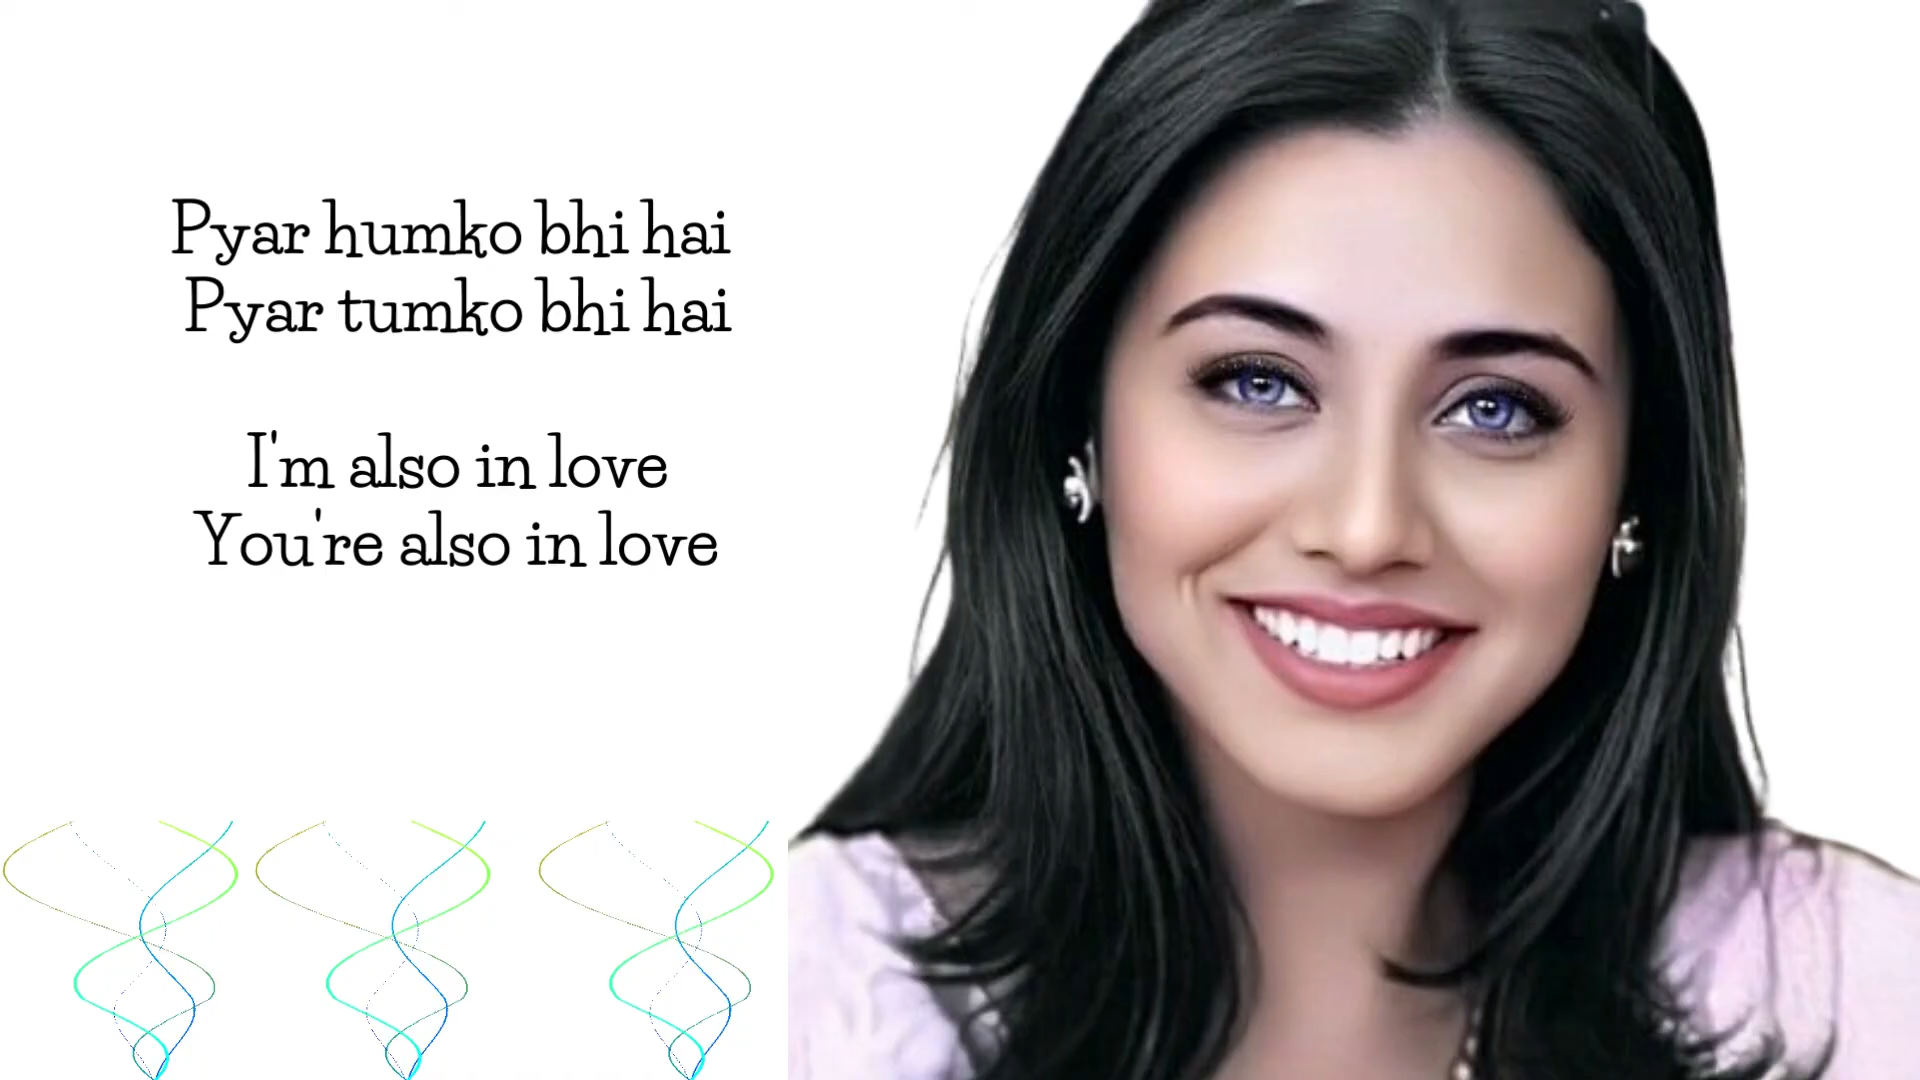 Pyar humko bhi hai
Pyar tumko bhi hai
I'm also in love
You're also in love